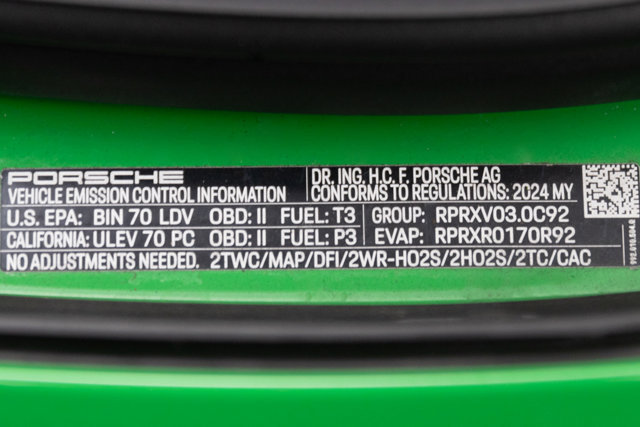 PORSCHE
VEHICLE EMISSION CONTROL INFORMATION
DR. ING. H.C. F. PORSCHE AG
CONFORMS TO REGULATIONS: 2024 MY
U.S. EPA: BIN 70 LDV OBD: II FUEL: T3 GROUP: RPRXV03.0C92
CALIFORNIA: ULEV 70 PC OBD: II FUEL: P3 EVAP: RPRXR0170R92
NO ADJUSTMENTS NEEDED. 2TWC/MAP/DFI/2WR-HO2S/2HO2S/2TC/CAC